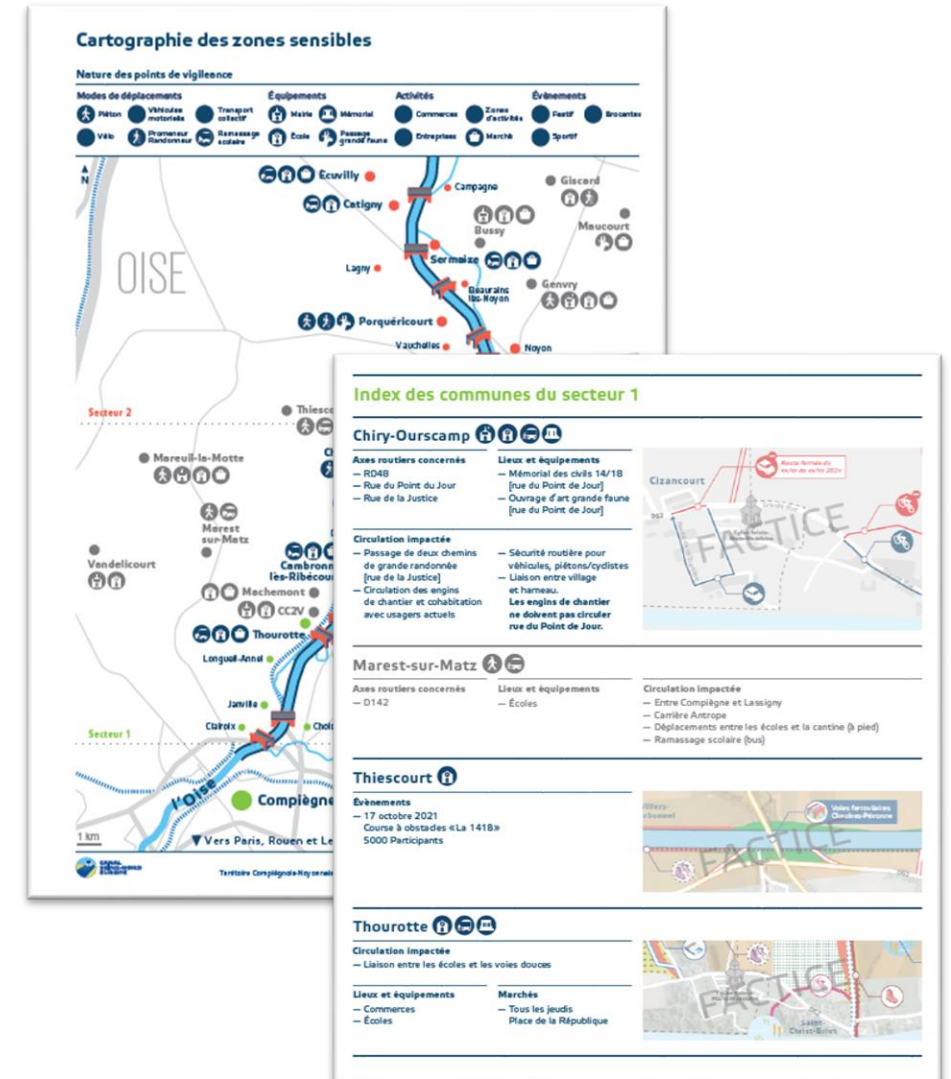 Cartographie des zones sensibles
Nature des points de vigileance
Modes de déplacements
Piéton
Véhicules
motorisés
Transport
collectif
Vélo
Promeneur
Randonneur
Ramassage
scolaire
Équipements
Mairie
Mémorial
École
Passage
grande faune
Activités
Commerces
Zones
d'activités
Entreprises
Marché
Évènements
Festif
Brocantes
Sportif
N
OISE
Écuvilly
Campagne
Catigny
Giscard
Bussy
Maucourt
Sermaize
Lagny
Beaurains
lès-Noyon
Genvry
Porquéricourt
Vauchelles
Noyon
Secteur 2
Thiesco
Mareuil-la-Motte
Marest
sur-Matz
Vandelicourt
Cambronn
lès-Ribécour
Machemont
CC2V
Thourotte
Longueil-Annel
Janville
Clairoix
Choi
Secteur 1
l'Oise
Compiègne
1 km
Vers Paris, Rouen et Le
CANAL
SEINE-NORD
EUROPE
Territoire Compiégnois-Noyonnais
Index des communes du secteur 1
Chiry-Ourscamp
Axes routiers concernés
— RD48
— Rue du Point du Jour
— Rue de la Justice
Lieux et équipements
— Mémorial des civils 14/18
[rue du Point de Jour]
— Ouvrage d'art grande faune
[rue du Point de Jour]
Circulation impactée
— Passage de deux chemins
de grande randonnée
[rue de la Justice]
— Circulation des engins
de chantier et cohabitation
avec usagers actuels
— Sécurité routière pour
véhicules, piétons/cyclistes
— Liaison entre village
et hameau.
Les engins de chantier
ne doivent pas circuler
rue du Point de Jour.
Cizancourt
D62
FACTICE
Marest-sur-Matz
Axes routiers concernés
— D142
Lieux et équipements
— Écoles
Circulation impactée
— Entre Compiègne et Lassigny
— Carrière Antrope
— Déplacements entre les écoles et la cantine (à pied)
— Ramassage scolaire (bus)
Thiescourt
Évènements
— 17 octobre 2021
Course à obstacles «La 1418»
5000 Participants
Voies ferroviaires
FACTICE
Thourotte
Circulation impactée
— Liaison entre les écoles et les voies douces
Lieux et équipements
— Commerces
— Écoles
Marchés
— Tous les jeudis
Place de la République
FACTICE